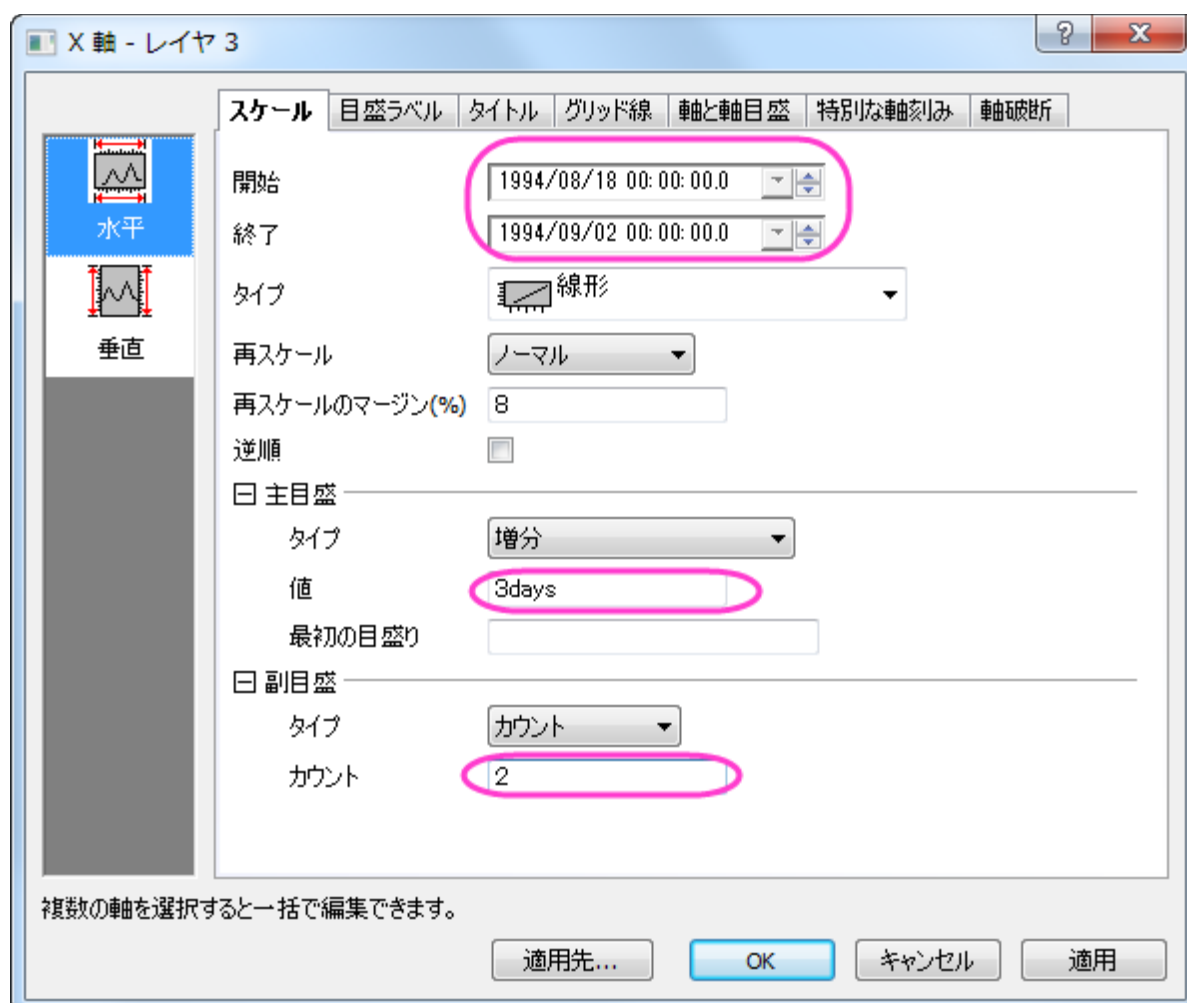 X 軸 - レイヤ 3
スケール 目盛ラベル タイトル グリッド線 軸と軸目盛 特別な軸刻み 軸破断
水平
垂直
開始 1994/08/18 00:00:00.0
終了 1994/09/02 00:00:00.0
タイプ 線形
再スケール ノーマル
再スケールのマージン(%) 8
逆順
主目盛
タイプ 増分
値 3days
最初の目盛り
副目盛
タイプ カウント
カウント 2
複数の軸を選択すると一括で編集できます。
適用先... OK キャンセル 適用